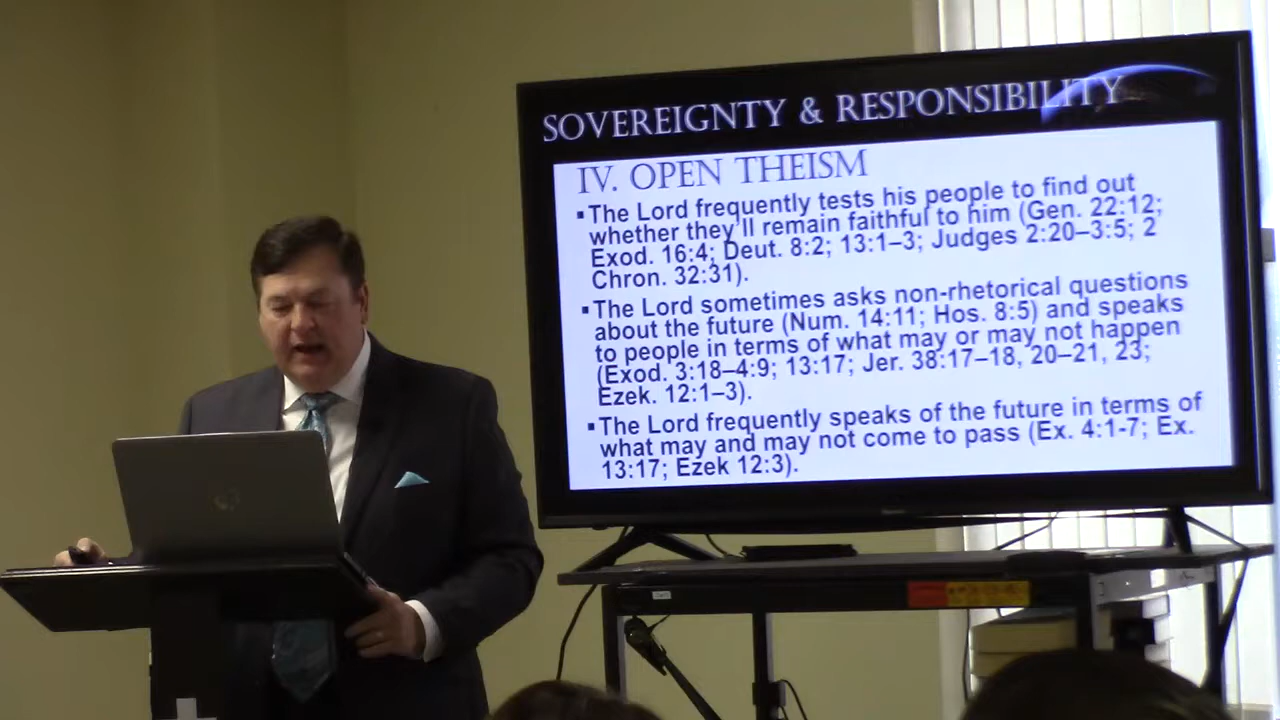 SOVEREIGNTY & RESPONSIBILITY
IV. OPEN THEISM
▪The Lord frequently tests his people to find out
whether they'll remain faithful to him (Gen. 22:12;
Exod. 16:4; Deut. 8:2; 13:1–3; Judges 2:20–3:5; 2
Chron. 32:31).
▪The Lord sometimes asks non-rhetorical questions
about the future (Num. 14:11; Hos. 8:5) and speaks
to people in terms of what may or may not happen
(Exod. 3:18–4:9; 13:17; Jer. 38:17–18, 20–21, 23;
Ezek. 12:1–3).
▪The Lord frequently speaks of the future in terms of
what may and may not come to pass (Ex. 4:1-7; Ex.
13:17; Ezek 12:3).